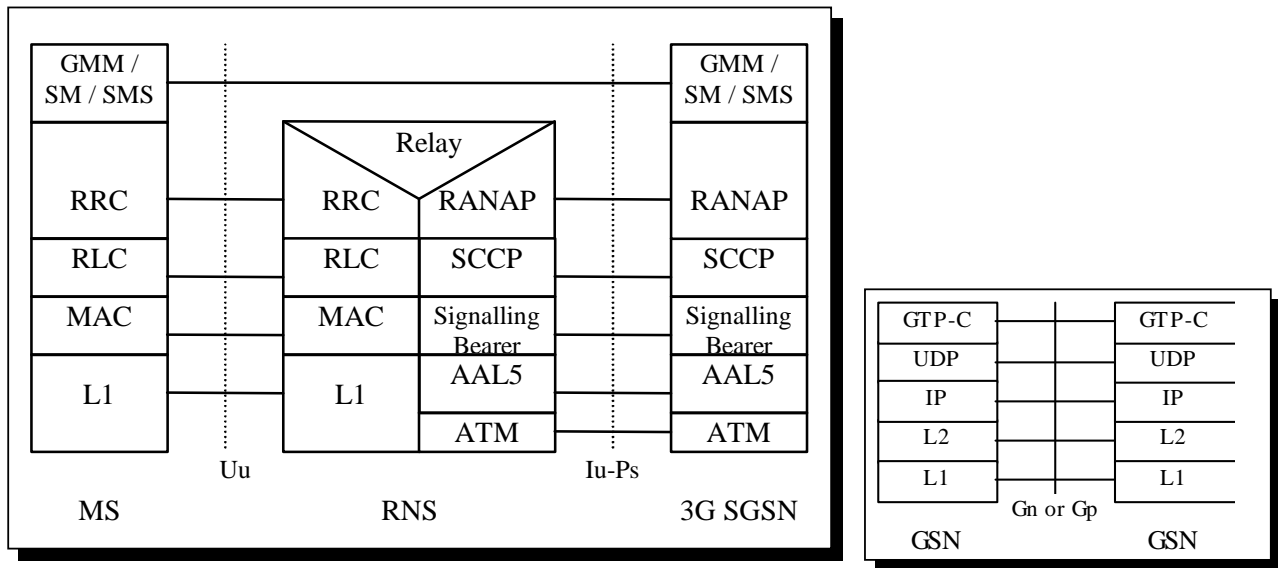 GMM /
SM / SMS
GMM /
SM / SMS
Relay
RRC
RRC
RANAP
RANAP
RLC
RLC
SCCP
SCCP
MAC
MAC
Signalling
Bearer
Signalling
Bearer
L1
L1
AAL5
AAL5
ATM
ATM
Uu
Iu-Ps
MS
RNS
3G SGSN
GTP-C
GTP-C
UDP
UDP
IP
IP
L2
L2
L1
L1
Gn or Gp
GSN
GSN